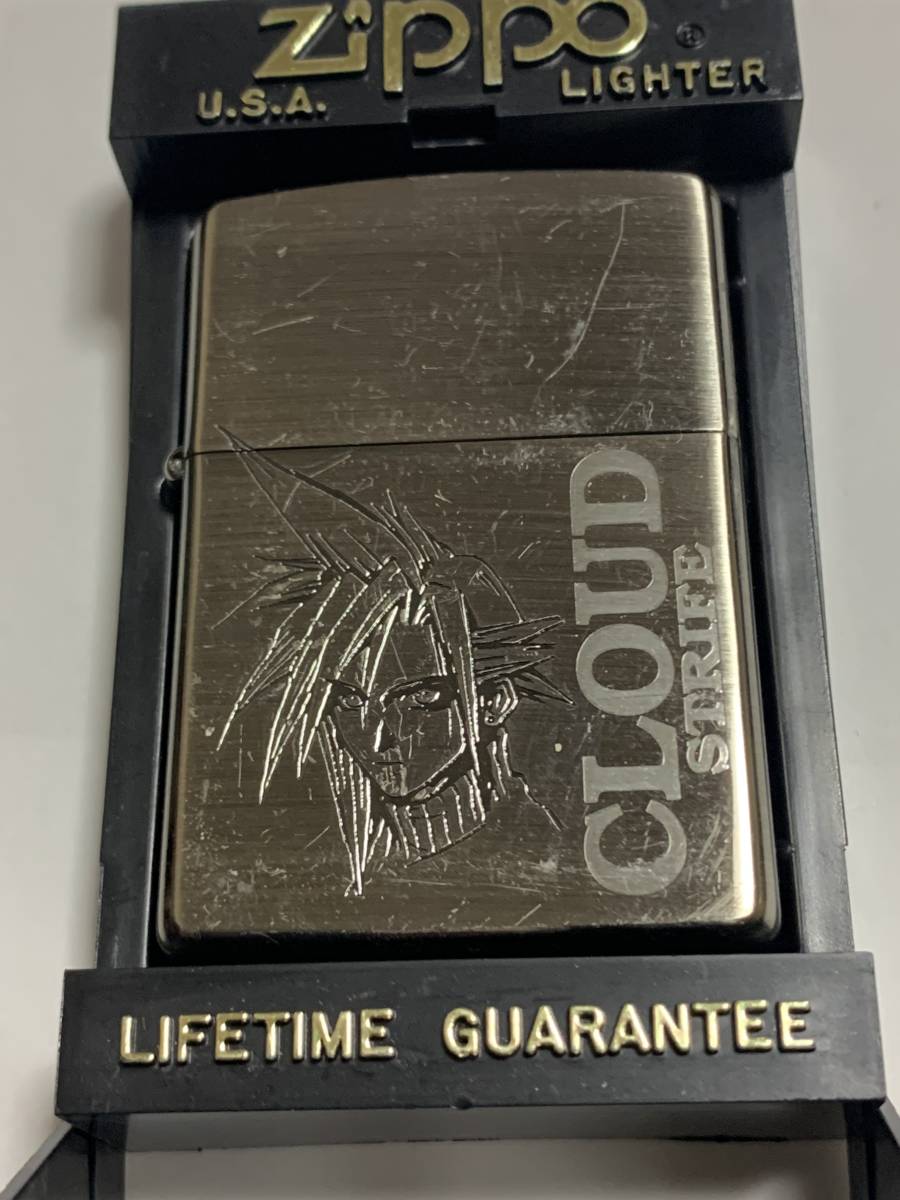 Zippo ®
U.S.A. LIGHTER
CLOUD
STRIFE
LIFETIME GUARANTEE